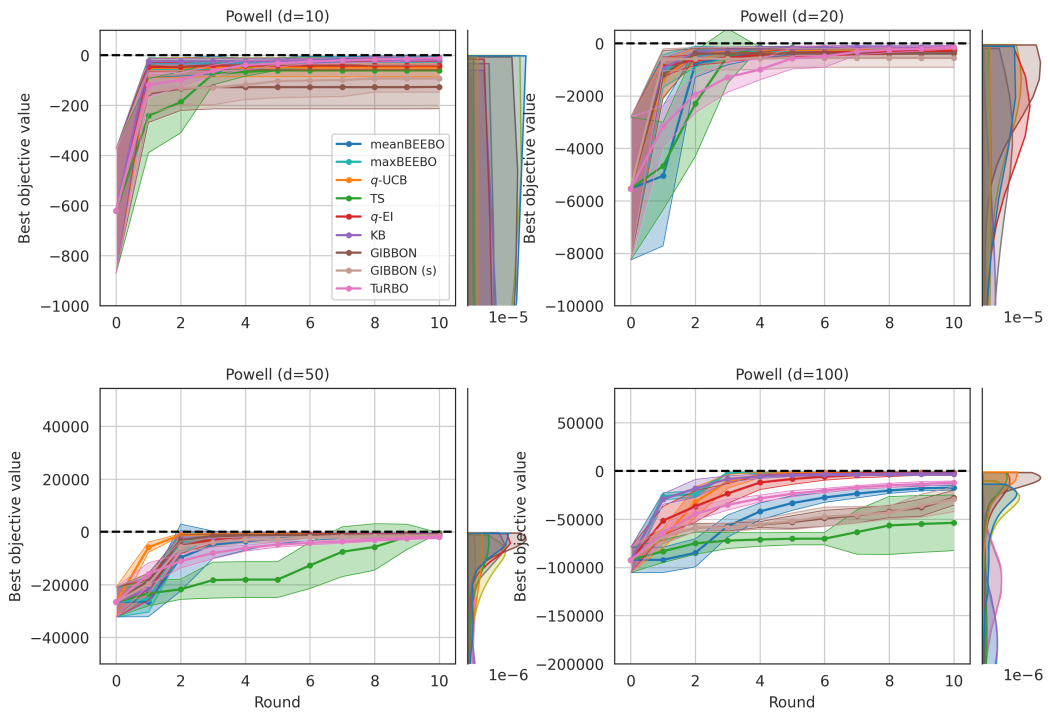 Powell (d=10)
Best objective value
0
−200
−400
−600
−800
−1000
0 2 4 6 8 10
1e−5
meanBEEBO
maxBEEBO
q-UCB
TS
q-EI
KB
GIBBON
GIBBON (s)
TuRBO
Powell (d=20)
Best objective value
0
−2000
−4000
−6000
−8000
−10000
0 2 4 6 8 10
1e−5
Powell (d=50)
Best objective value
40000
20000
0
−20000
−40000
0 2 4 6 8 10
1e−6
Round
Powell (d=100)
Best objective value
50000
0
−50000
−100000
−150000
−200000
0 2 4 6 8 10
1e−6
Round